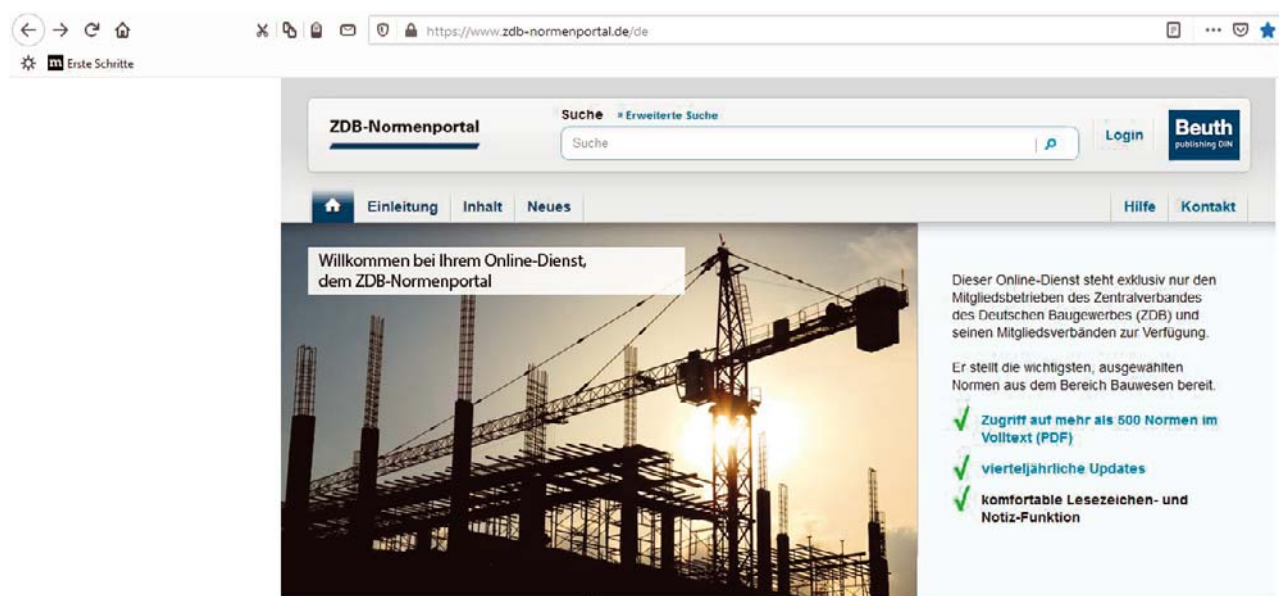 https://www.zdb-normenportal.de/de
m Erste Schritte
ZDB-Normenportal
Suche » Erweiterte Suche
Suche
Login
Beuth
publishing DIN
Einleitung Inhalt Neues
Hilfe Kontakt
Willkommen bei Ihrem Online-Dienst,
dem ZDB-Normenportal
Dieser Online-Dienst steht exklusiv nur den
Mitgliedsbetrieben des Zentralverbandes
des Deutschen Baugewerbes (ZDB) und
seinen Mitgliedsverbänden zur Verfügung.
Er stellt die wichtigsten, ausgewählten
Normen aus dem Bereich Bauwesen bereit.
Zugriff auf mehr als 500 Normen im
Volltext (PDF)
vierteljährliche Updates
komfortable Lesezeichen- und
Notiz-Funktion